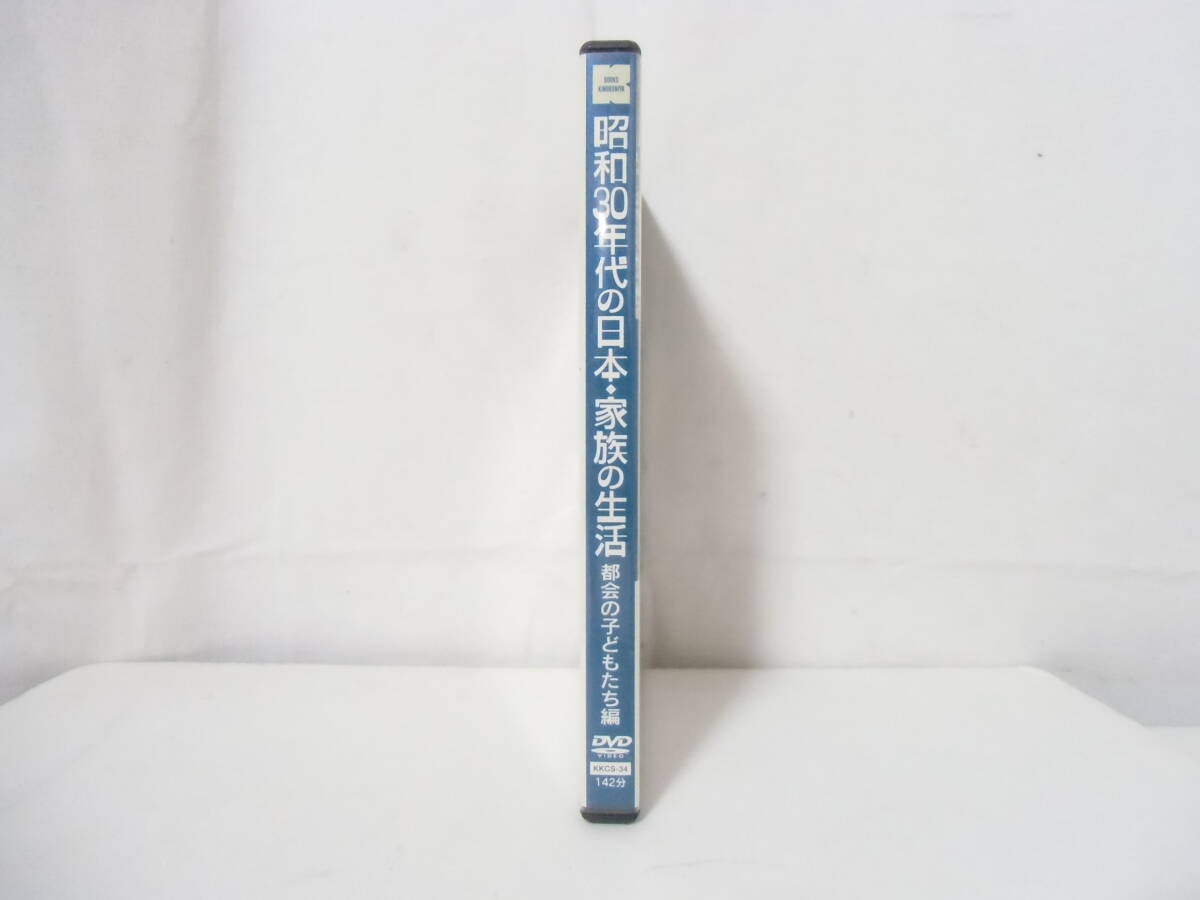 BOOKS
KINOKUNIYA
昭和30年代の日本・家族の生活
都会の子どもたち編
DVD
VIDEO
KKCS-34
142分